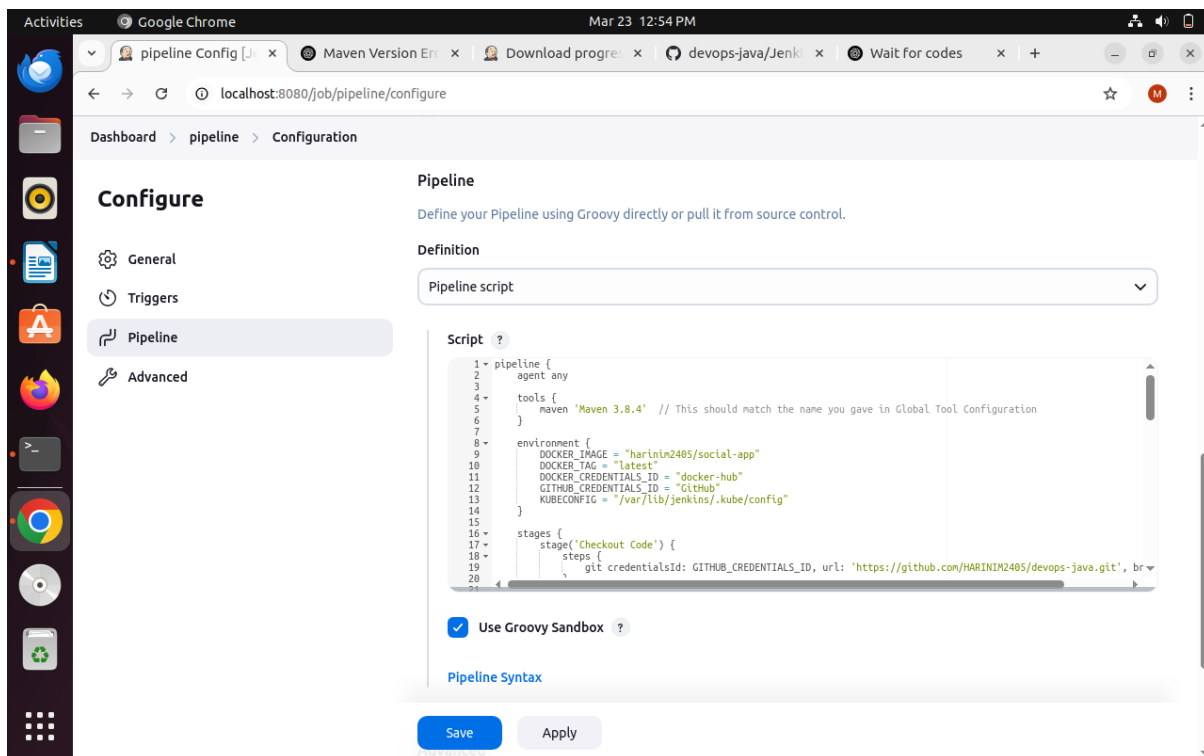 Activities Google Chrome Mar 23 12:54 PM
pipeline Config [Je Maven Version Err Download progres devops-java/Jenki Wait for codes
localhost:8080/job/pipeline/configure M
Dashboard > pipeline > Configuration
Configure
General
Triggers
Pipeline
Advanced
Pipeline
Define your Pipeline using Groovy directly or pull it from source control.
Definition
Pipeline script
Script ?
1 pipeline {
2 agent any
3
4 tools {
5 maven 'Maven 3.8.4' // This should match the name you gave in Global Tool Configuration
6 }
7
8 environment {
9 DOCKER_IMAGE = "harinim2405/social-app"
10 DOCKER_TAG = "latest"
11 DOCKER_CREDENTIALS_ID = "docker-hub"
12 GITHUB_CREDENTIALS_ID = "GitHub"
13 KUBECONFIG = "/var/lib/jenkins/.kube/config"
14 }
15
16 stages {
17 stage('Checkout Code') {
18 steps {
19 git credentialsId: GITHUB_CREDENTIALS_ID, url: 'https://github.com/HARINIM2405/devops-java.git', br
20 }
21
Use Groovy Sandbox ?
Pipeline Syntax
Save Apply
Advanced